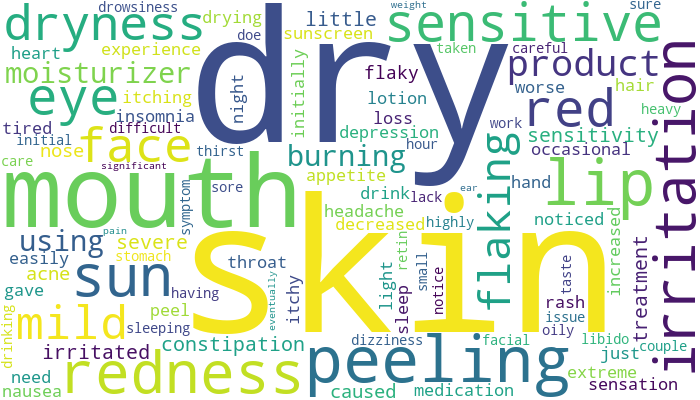 drowsiness
weight
sure
dryness
drying
little
sensitive
heart
experience
doe
sunscreen
taken
careful
moisturizer
dry
product
night
initially
flaky
worse
hair
eye
itching
lotion
red
heavy
insomnia
loss
work
irritation
tired
initial
difficult
depression
sensitivity
nose
face
thirst
hour
occasional
care
significant
burning
flaking
mouth
sore
appetite
hand
lip
symptom
drink
lack
ear
headache
noticed
using
pain
decreased
highly
increased
severe
retin
easily
stomach
skin
acne
sun
throat
light
small
taste
treatment
gave
having
itchy
sleep
notice
rash
eventually
issue
mild
peel
oily
drinking
sleeping
dizziness
facial
libido
irritated
constipation
peeling
just
couple
need
redness
extreme
nausea
caused
medication
sensation